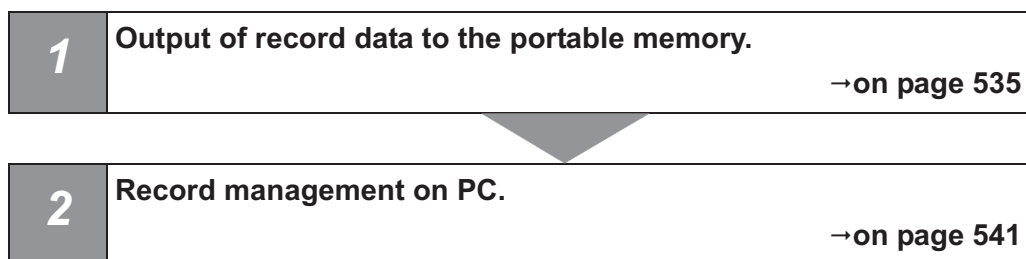 1
Output of record data to the portable memory.
→on page 535
2
Record management on PC.
→on page 541